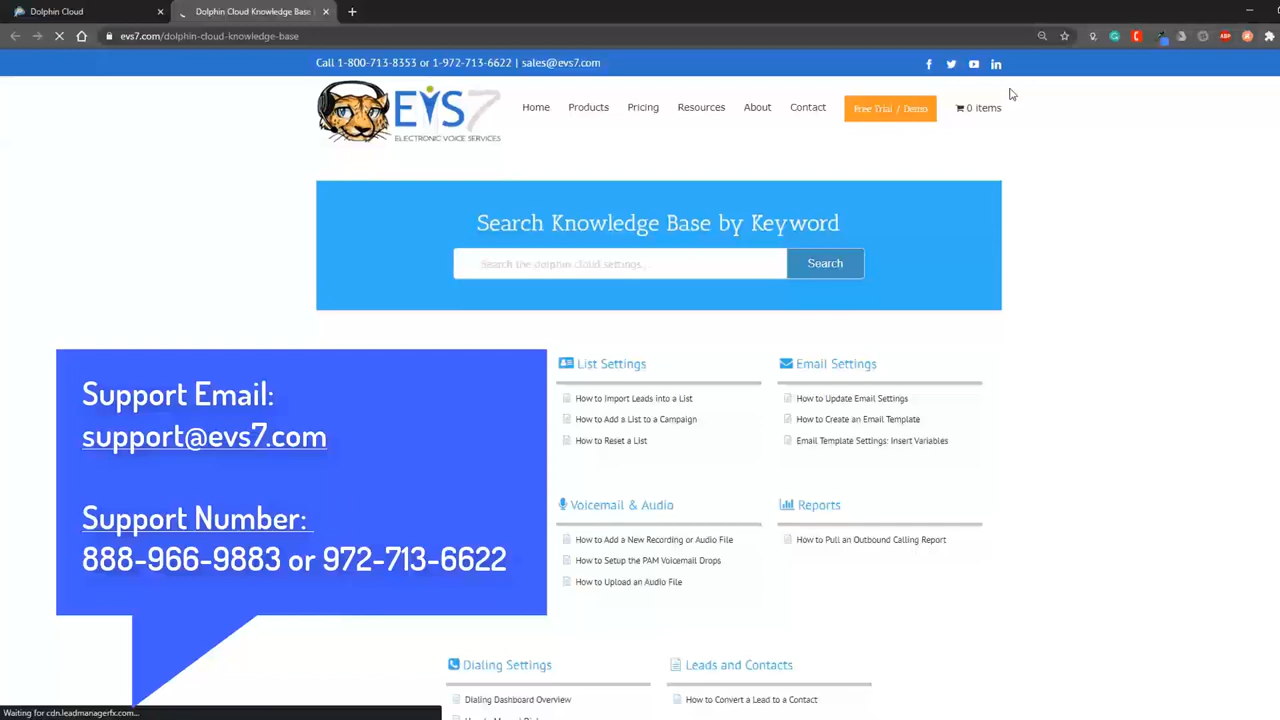 Dolphin Cloud
Dolphin Cloud Knowledge Base
evs7.com/dolphin-cloud-knowledge-base
ABP
Call 1-800-713-8353 or 1-972-713-6622 | sales@evs7.com
EVS7
ELECTRONIC VOICE SERVICES
Home Products Pricing Resources About Contact Free Trial / Demo 0 items
Search Knowledge Base by Keyword
Search the dolphin cloud settings...
Search
Support Email:
support@evs7.com
Support Number:
888-966-9883 or 972-713-6622
List Settings
How to Import Leads into a List
How to Add a List to a Campaign
How to Reset a List
Email Settings
How to Update Email Settings
How to Create an Email Template
Email Template Settings: Insert Variables
Voicemail & Audio
How to Add a New Recording or Audio File
How to Setup the PAM Voicemail Drops
How to Upload an Audio File
Reports
How to Pull an Outbound Calling Report
Dialing Settings
Dialing Dashboard Overview
Leads and Contacts
How to Convert a Lead to a Contact
Waiting for cdn.leadmanagerfx.com...